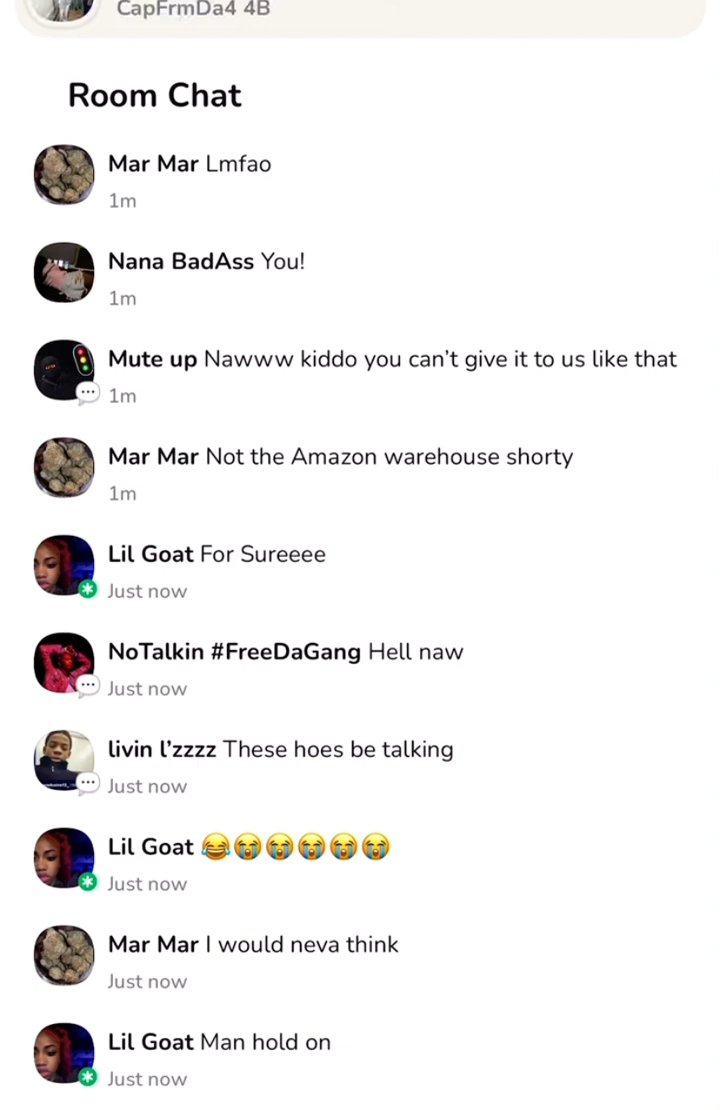 CapFrmDa4 4B
Room Chat
Mar Mar Lmfao
1m
Nana BadAss You!
1m
Mute up Nawww kiddo you can’t give it to us like that
1m
Mar Mar Not the Amazon warehouse shorty
1m
Lil Goat For Sureeee
Just now
NoTalkin #FreeDaGang Hell naw
Just now
livin l’zzzz These hoes be talking
Just now
Lil Goat 😂😭😭😭😭😭
Just now
Mar Mar I would neva think
Just now
Lil Goat Man hold on
Just now